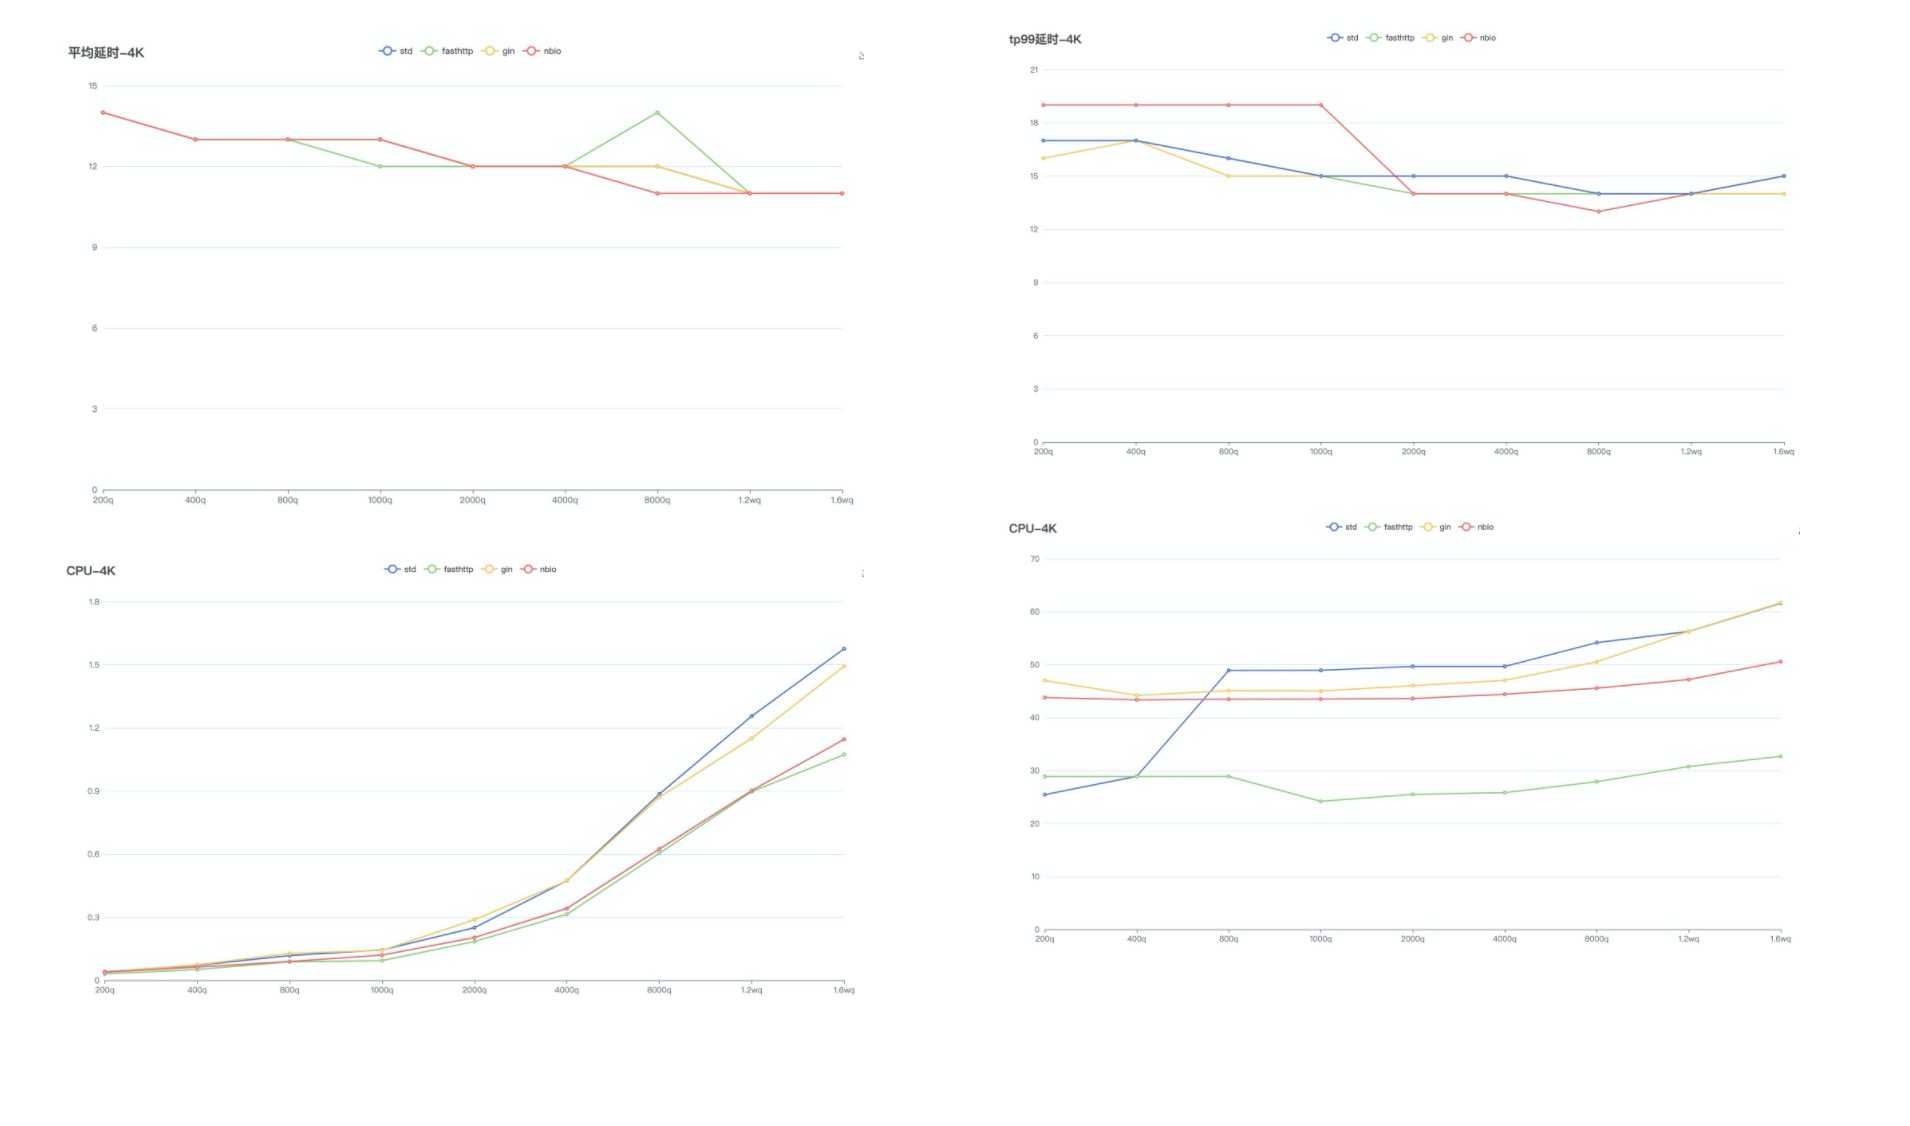 平均延时-4K
std fasthttp gin nbio
15
12
9
6
3
0
200q 400q 800q 1000q 2000q 4000q 8000q 1.2wq 1.6wq
tp99延时-4K
std fasthttp gin nbio
21
18
15
12
9
6
3
0
200q 400q 800q 1000q 2000q 4000q 8000q 1.2wq 1.6wq
CPU-4K
std fasthttp gin nbio
1.8
1.5
1.2
0.9
0.6
0.3
0
200q 400q 800q 1000q 2000q 4000q 8000q 1.2wq 1.6wq
CPU-4K
std fasthttp gin nbio
70
60
50
40
30
20
10
0
200q 400q 800q 1000q 2000q 4000q 8000q 1.2wq 1.6wq